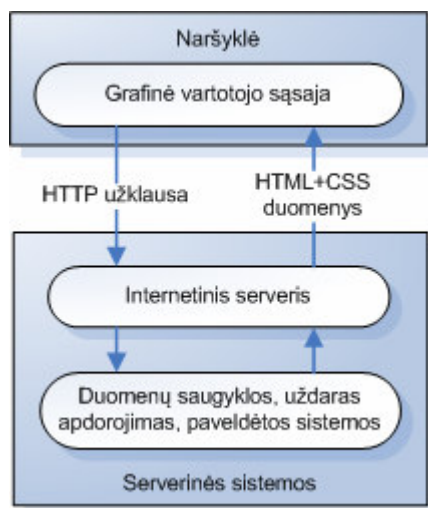 Naršyklė
Grafinė vartotojo sąsaja
HTTP užklausa
HTML+CSS
duomenys
Internetinis serveris
Duomenų saugyklos, uždaras
apdorojimas, paveldėtos sistemos
Serverinės sistemos